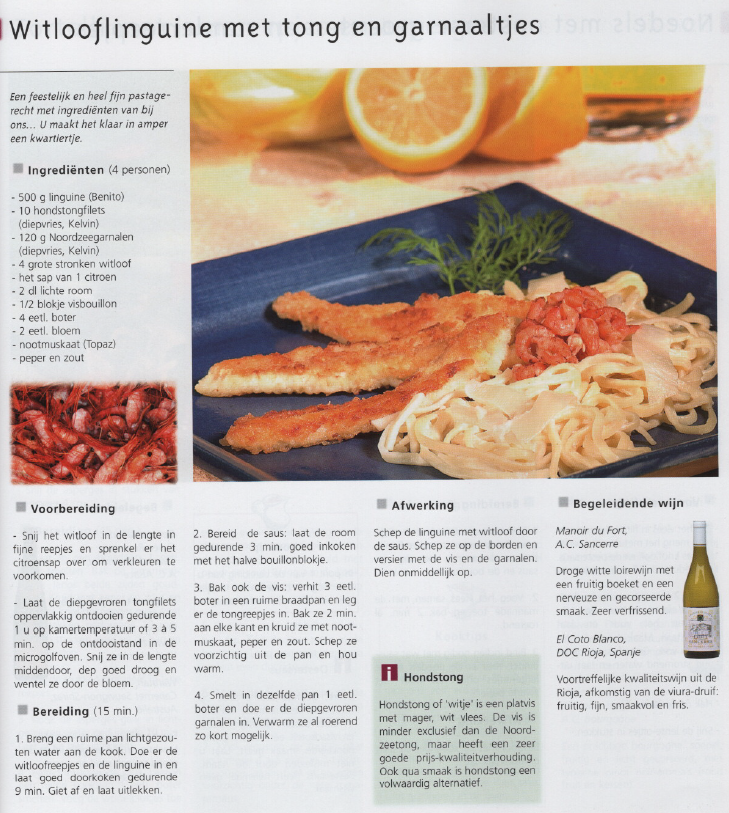 Witlooflinguine met tong en garnaaltjes
Een feestelijk en heel fijn pastage-
recht met ingrediënten van bij
ons... U maakt het klaar in amper
een kwartiertje.
Ingrediënten (4 personen)
- 500 g linguine (Benito)
- 10 hondstongfilets
(diepvries, Kelvin)
- 120 g Noordzeegarnalen
(diepvries, Kelvin)
- 4 grote stronken witloof
- het sap van 1 citroen
- 2 dl lichte room
- 1/2 blokje visbouillon
- 4 eetl. boter
- 2 eetl. bloem
- nootmuskaat (Topaz)
- peper en zout
Voorbereiding
- Snij het witloof in de lengte in
fijne reepjes en sprenkel er het
citroensap over om verkleuren te
voorkomen.
- Laat de diepgevroren tongfilets
oppervlakkig ontdooien gedurende
1 u op kamertemperatuur of 3 à 5
min. op de ontdooistand in de
microgolfoven. Snij ze in de lengte
middendoor, dep goed droog en
wentel ze door de bloem.
Bereiding (15 min.)
1. Breng een ruime pan lichtgezou-
ten water aan de kook. Doe er de
witloofreepjes en de linguine in en
laat goed doorkoken gedurende
9 min. Giet af en laat uitlekken.
2. Bereid de saus: laat de room
gedurende 3 min. goed inkoken
met het halve bouillonblokje.
3. Bak ook de vis: verhit 3 eetl.
boter in een ruime braadpan en leg
er de tongreepjes in. Bak ze 2 min.
aan elke kant en kruid ze met noot-
muskaat, peper en zout. Schep ze
voorzichtig uit de pan en hou
warm.
4. Smelt in dezelfde pan 1 eetl.
boter en doe er de diepgevroren
garnalen in. Verwarm ze al roerend
zo kort mogelijk.
Afwerking
Schep de linguine met witloof door
de saus. Schep ze op de borden en
versier met de vis en de garnalen.
Dien onmiddellijk op.
i Hondstong
Hondstong of 'witje' is een platvis
met mager, wit vlees. De vis is
minder exclusief dan de Noord-
zeetong, maar heeft een zeer
goede prijs-kwaliteitverhouding.
Ook qua smaak is hondstong een
volwaardig alternatief.
Begeleidende wijn
Manoir du Fort,
A.C. Sancerre
Droge witte loirewijn met
een fruitig boeket en een
nerveuze en gecorseerde
smaak. Zeer verfrissend.
El Coto Blanco,
DOC Rioja, Spanje
Voortreffelijke kwaliteitswijn uit de
Rioja, afkomstig van de viura-druif:
fruitig, fijn, smaakvol en fris.